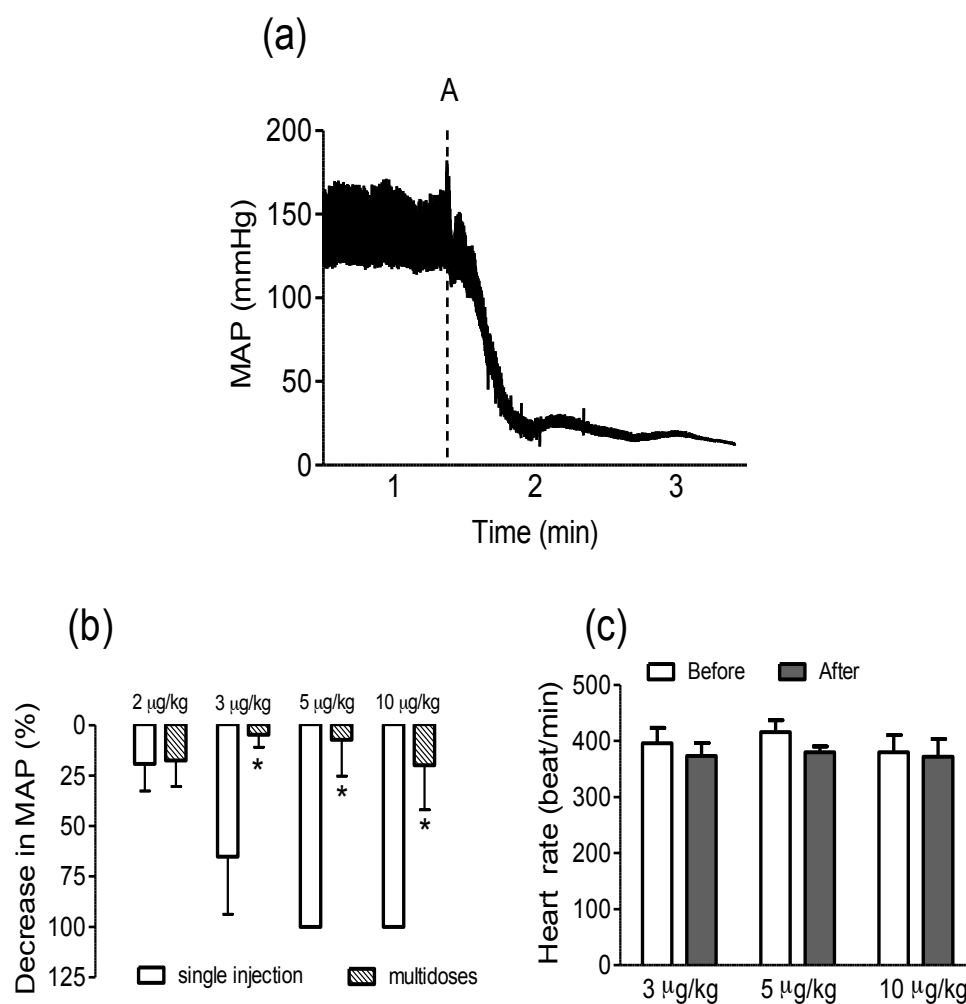 (a)
A
200
150
100
50
0
MAP (mmHg)
1 2 3
Time (min)
(b)
2 μg/kg 3 μg/kg 5 μg/kg 10 μg/kg
0
25
50
75
100
125
Decrease in MAP (%)
* * *
single injection multidoses
(c)
Before After
500
400
300
200
100
0
Heart rate (beat/min)
3 μg/kg 5 μg/kg 10 μg/kg